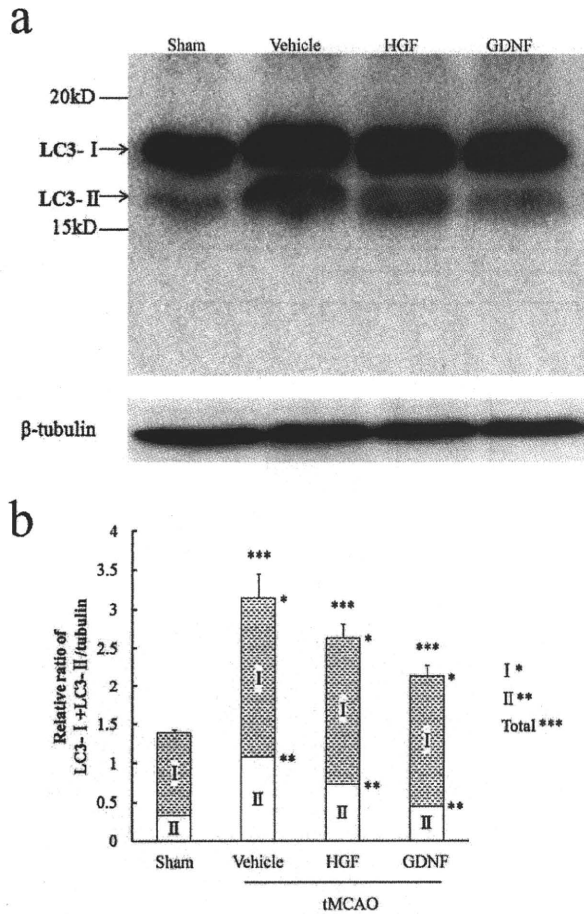 a
Sham Vehicle HGF GDNF
20kD
LC3- I
LC3- II
15kD
β-tubulin
b
Relative ratio of
LC3- I +LC3- II/tubulin
4
3.5
3
2.5
2
1.5
1
0.5
0
*** *** ***
* * *
I I I I
** ** **
II II II II
I *
II **
Total ***
Sham Vehicle HGF GDNF
tMCAO